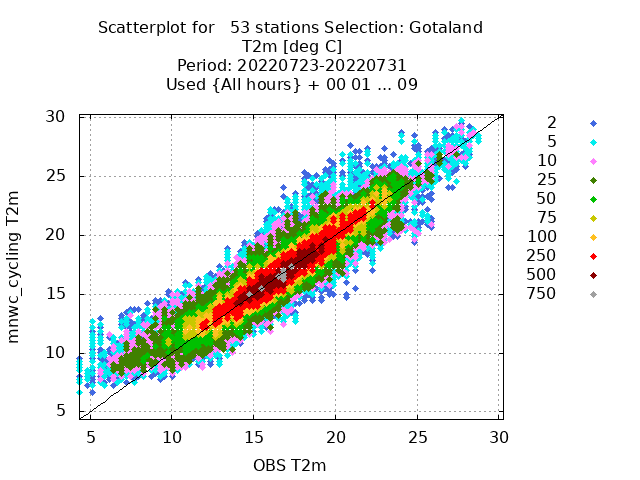 Scatterplot for   53 stations Selection: Gotaland
T2m [deg C]
Period: 20220723-20220731
Used {All hours} + 00 01 ... 09
mnwc_cycling T2m
30
25
20
15
10
5
5 10 15 20 25 30
OBS T2m
2
5
10
25
50
75
100
250
500
750